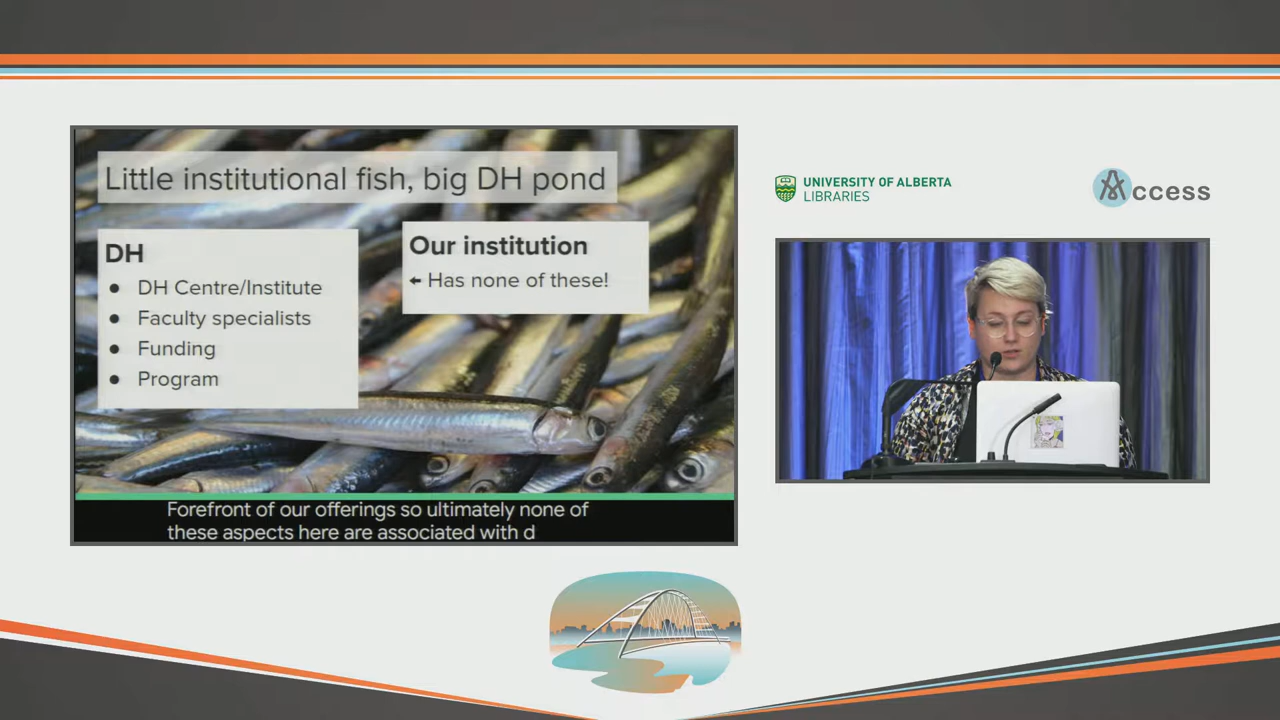 Little institutional fish, big DH pond
DH
● DH Centre/Institute
● Faculty specialists
● Funding
● Program
Our institution
← Has none of these!
Forefront of our offerings so ultimately none of
these aspects here are associated with d
UNIVERSITY OF ALBERTA
LIBRARIES
Access